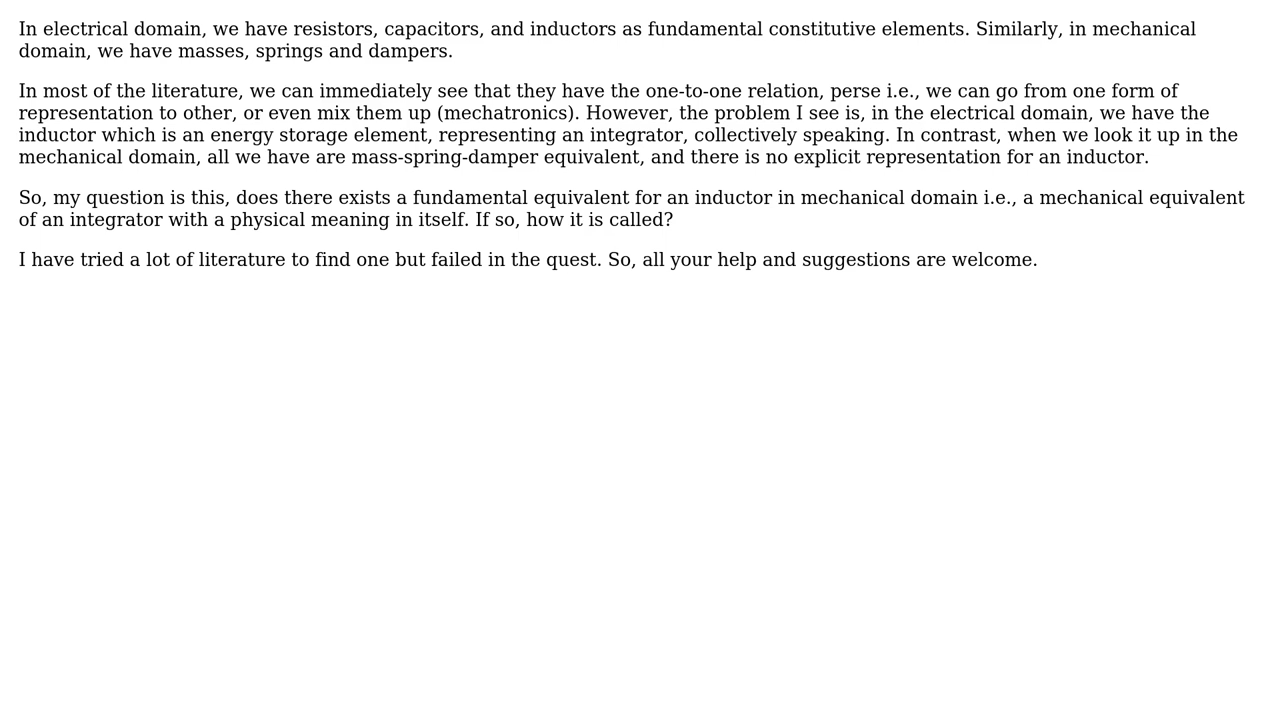 In electrical domain, we have resistors, capacitors, and inductors as fundamental constitutive elements. Similarly, in mechanical
domain, we have masses, springs and dampers.
In most of the literature, we can immediately see that they have the one-to-one relation, perse i.e., we can go from one form of
representation to other, or even mix them up (mechatronics). However, the problem I see is, in the electrical domain, we have the
inductor which is an energy storage element, representing an integrator, collectively speaking. In contrast, when we look it up in the
mechanical domain, all we have are mass-spring-damper equivalent, and there is no explicit representation for an inductor.
So, my question is this, does there exists a fundamental equivalent for an inductor in mechanical domain i.e., a mechanical equivalent
of an integrator with a physical meaning in itself. If so, how it is called?
I have tried a lot of literature to find one but failed in the quest. So, all your help and suggestions are welcome.